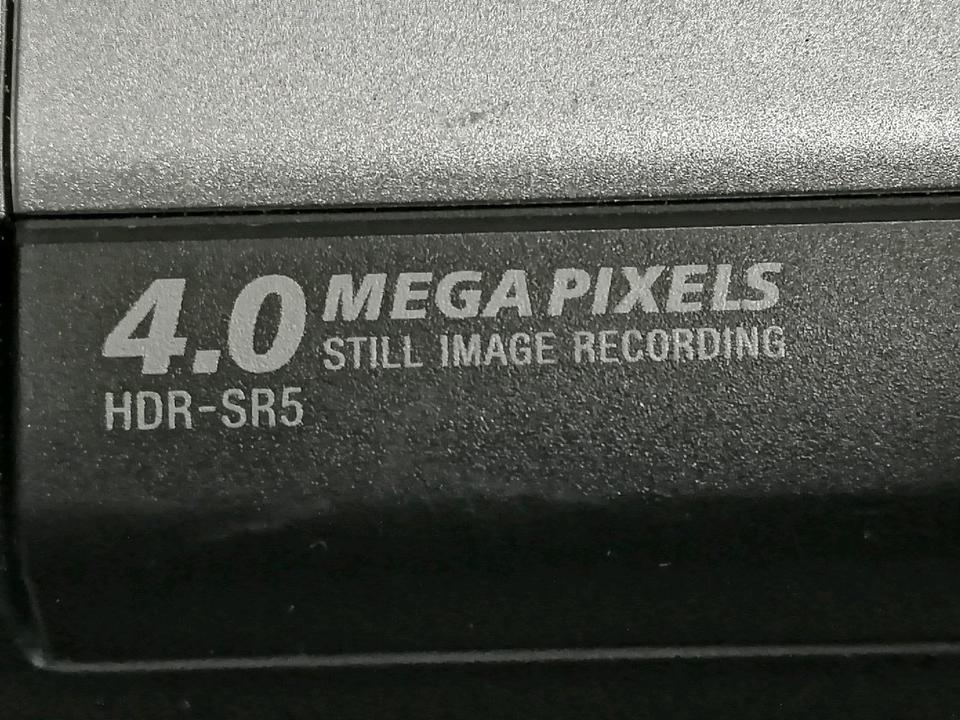 4.0 MEGA PIXELS
STILL IMAGE RECORDING
HDR-SR5